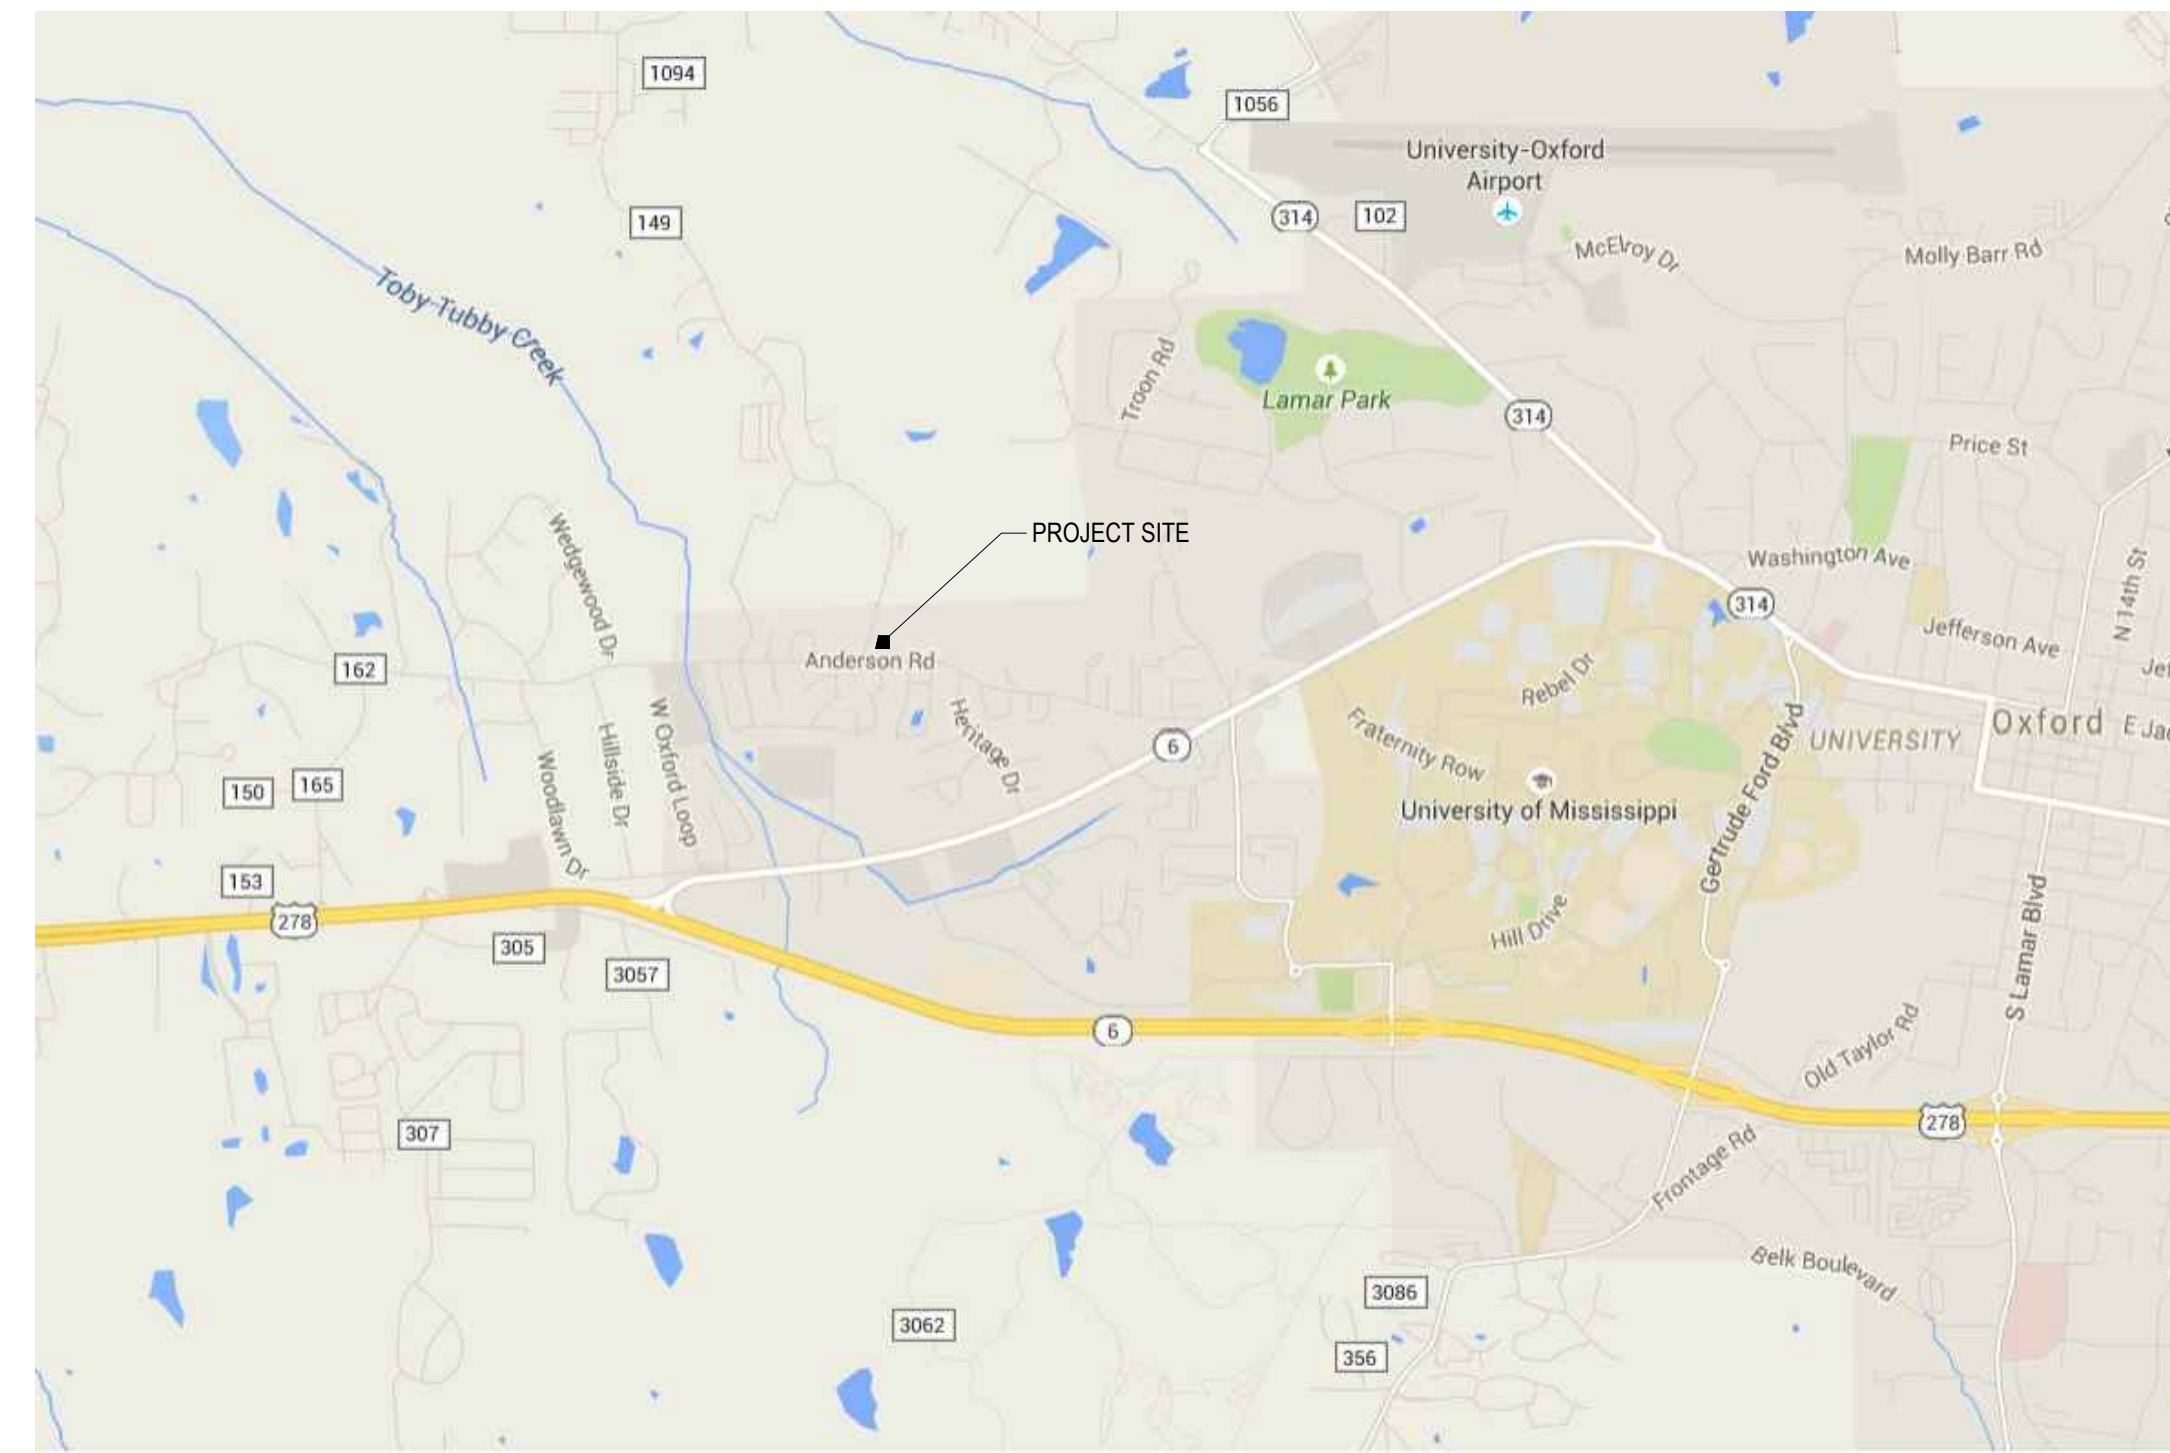 1094
1056
University-Oxford
Airport
149
314
102
McElroy Dr
Molly Barr Rd
Toby Tubby Creek
Troon Rd
Lamar Park
314
Price St
PROJECT SITE
Wedgewood Dr
Washington Ave
N 14th St
314
Jefferson Ave
162
Anderson Rd
Rebel Dr
Jef
W Oxford Loop
Heritage Dr
Hillside Dr
Woodlawn Dr
6
Fraternity Row
Gertrude Ford Blvd
UNIVERSITY
Oxford
E Jac
150
165
University of Mississippi
153
278
305
3057
Hill Drive
S Lamar Blvd
6
Old Taylor Rd
278
307
Frontage Rd
Belk Boulevard
3086
3062
356